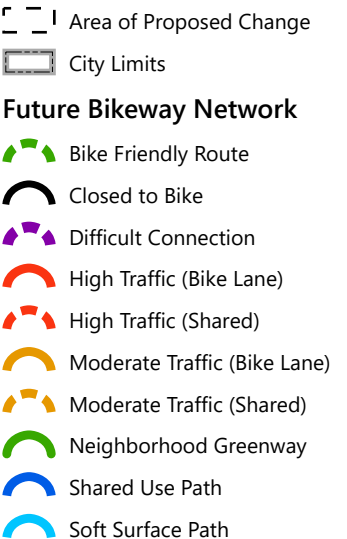 Area of Proposed Change
City Limits
Future Bikeway Network
Bike Friendly Route
Closed to Bike
Difficult Connection
High Traffic (Bike Lane)
High Traffic (Shared)
Moderate Traffic (Bike Lane)
Moderate Traffic (Shared)
Neighborhood Greenway
Shared Use Path
Soft Surface Path